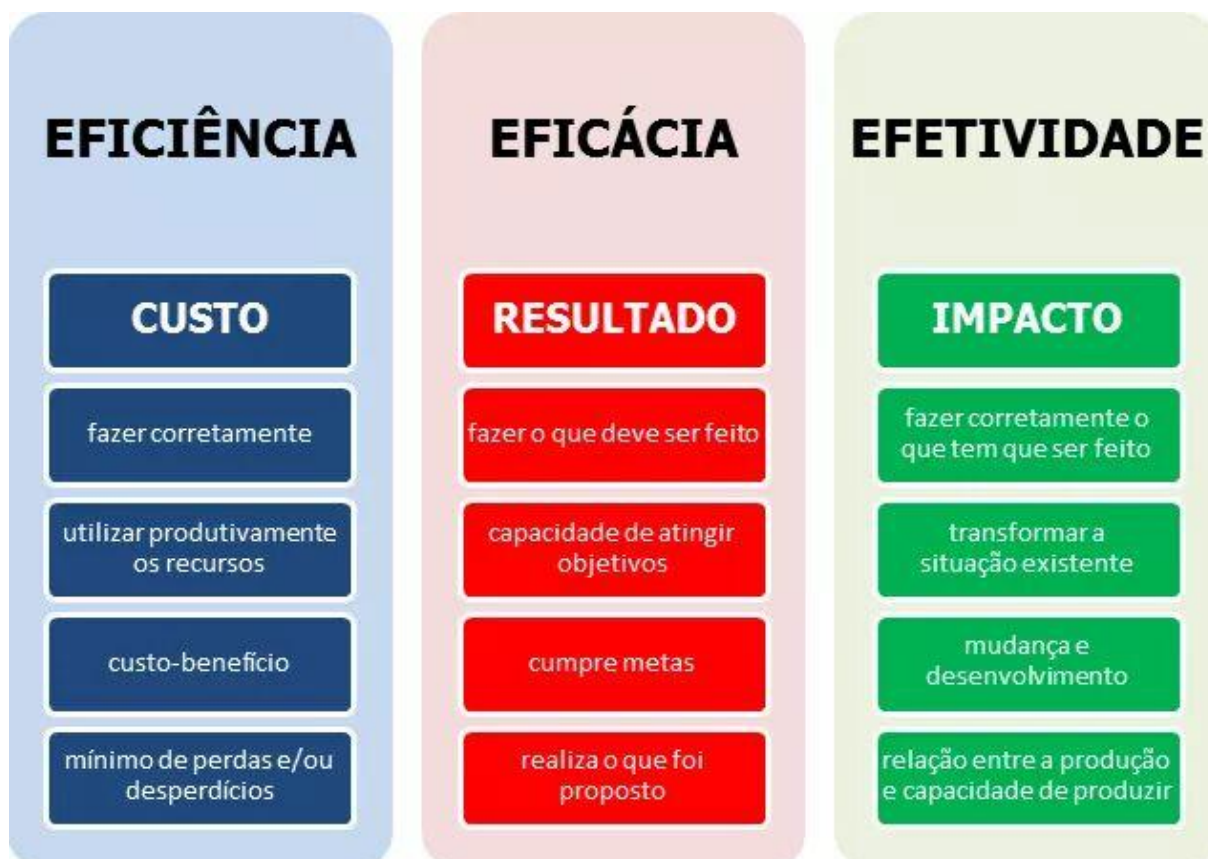 EFICIÊNCIA
CUSTO
fazer corretamente
utilizar produtivamente
os recursos
custo-benefício
mínimo de perdas e/ou
desperdícios
EFICÁCIA
RESULTADO
fazer o que deve ser feito
capacidade de atingir
objetivos
cumpre metas
realiza o que foi
proposto
EFETIVIDADE
IMPACTO
fazer corretamente o
que tem que ser feito
transformar a
situação existente
mudança e
desenvolvimento
relação entre a produção
e capacidade de produzir